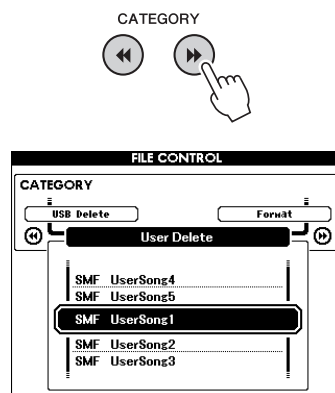 CATEGORY
FILE CONTROL
CATEGORY
USB Delete
Format
User Delete
SMF UserSong4
SMF UserSong5
SMF UserSong1
SMF UserSong2
SMF UserSong3